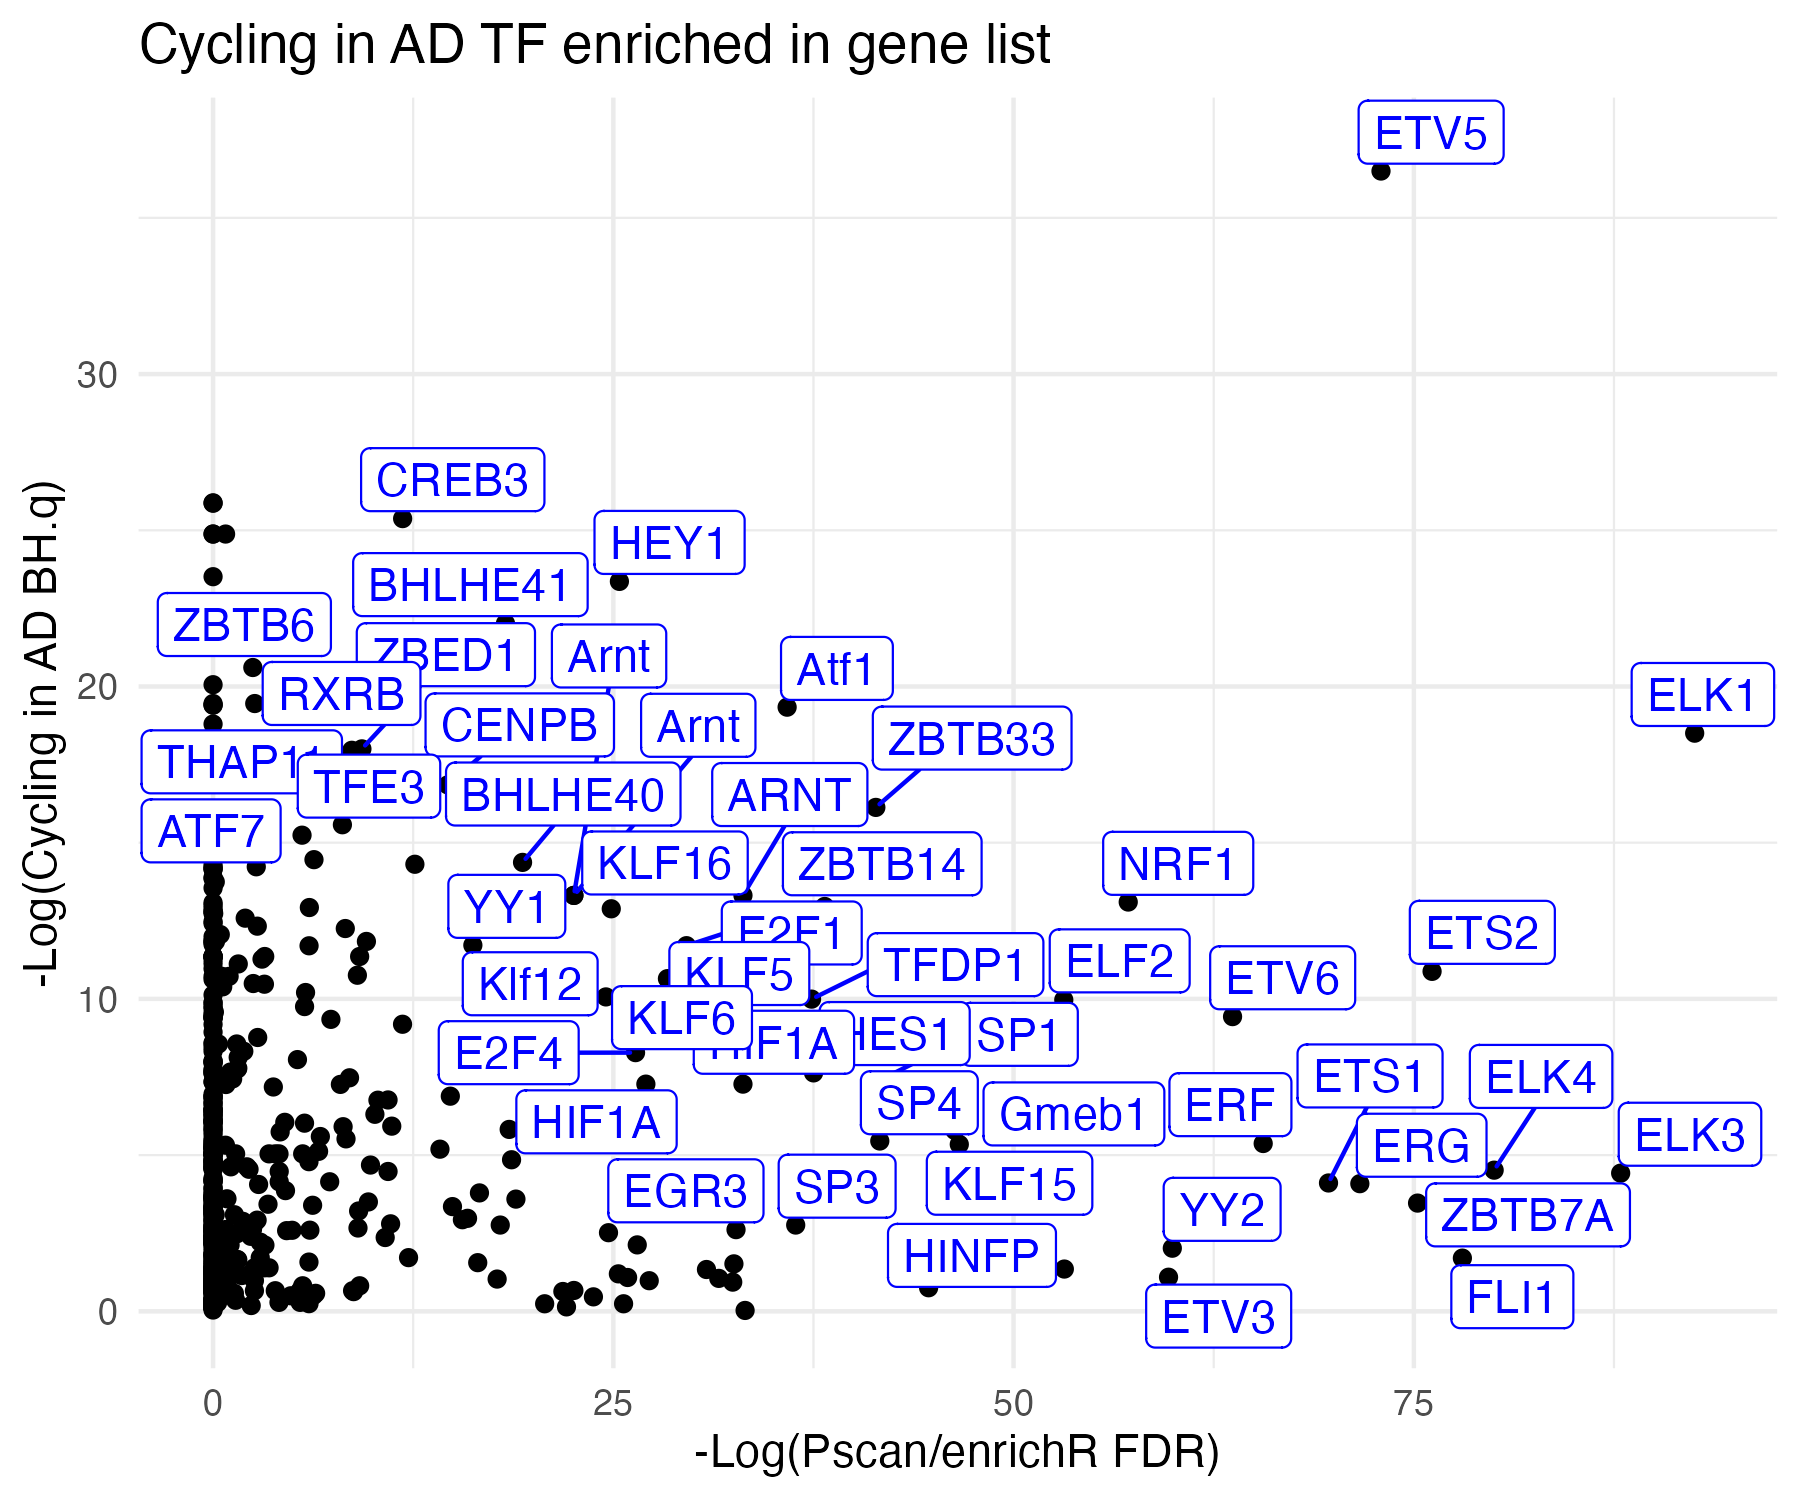 Cycling in AD TF enriched in gene list
ETV5
30
CREB3
HEY1
BHLHE41
ZBTB6
ZBED1
Arnt
Atf1
20
RXRB
ELK1
CENPB
Arnt
ZBTB33
THAP11
TFE3
BHLHE40
ARNT
ATF7
KLF16
ZBTB14
NRF1
YY1
E2F1
ETS2
TFDP1
ELF2
KLF5
Klf12
ETV6
10
KLF6
HES1
SP1
HIF1A
E2F4
ETS1
ELK4
SP4
Gmeb1
ERF
HIF1A
ELK3
ERG
EGR3
SP3
KLF15
YY2
ZBTB7A
HINFP
FLI1
ETV3
0
0
25
50
75
-Log(Pscan/enrichR FDR)
-Log(Cycling in AD BH.q)